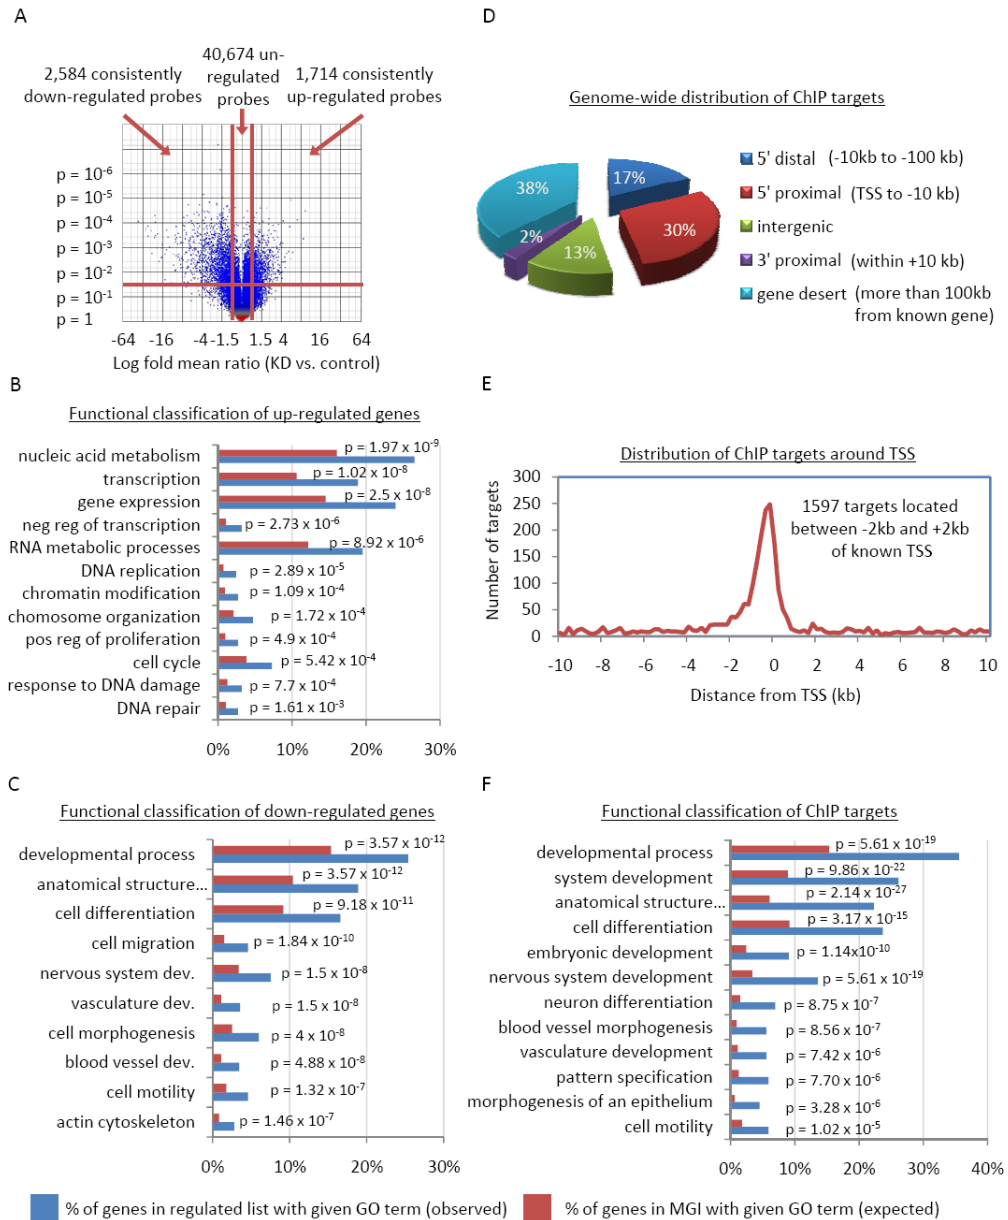 A
2,584 consistently
down-regulated probes
40,674 un-
regulated
probes
1,714 consistently
up-regulated probes
p = 10-6
p = 10-5
p = 10-4
p = 10-3
p = 10-2
p = 10-1
p = 1
-64 -16 -4 -1.5 1.5 4 16 64
Log fold mean ratio (KD vs. control)
B
Functional classification of up-regulated genes
nucleic acid metabolism p = 1.97 x 10-9
transcription p = 1.02 x 10-8
gene expression p = 2.5 x 10-8
neg reg of transcription p = 2.73 x 10-6
RNA metabolic processes p = 8.92 x 10-6
DNA replication p = 2.89 x 10-5
chromatin modification p = 1.09 x 10-4
chomosome organization p = 1.72 x 10-4
pos reg of proliferation p = 4.9 x 10-4
cell cycle p = 5.42 x 10-4
response to DNA damage p = 7.7 x 10-4
DNA repair p = 1.61 x 10-3
0% 10% 20% 30%
C
Functional classification of down-regulated genes
developmental process p = 3.57 x 10-12
anatomical structure... p = 3.57 x 10-12
cell differentiation p = 9.18 x 10-11
cell migration p = 1.84 x 10-10
nervous system dev. p = 1.5 x 10-8
vasculature dev. p = 1.5 x 10-8
cell morphogenesis p = 4 x 10-8
blood vessel dev. p = 4.88 x 10-8
cell motility p = 1.32 x 10-7
actin cytoskeleton p = 1.46 x 10-7
0% 10% 20% 30%
D
Genome-wide distribution of ChIP targets
38%
17%
30%
13%
2%
5' distal (-10kb to -100 kb)
5' proximal (TSS to -10 kb)
intergenic
3' proximal (within +10 kb)
gene desert (more than 100kb
from known gene)
E
Distribution of ChIP targets around TSS
Number of targets
300
250
200
150
100
50
0
1597 targets located
between -2kb and +2kb
of known TSS
-10 -8 -6 -4 -2 0 2 4 6 8 10
Distance from TSS (kb)
F
Functional classification of ChIP targets
developmental process p = 5.61 x 10-19
system development p = 9.86 x 10-22
anatomical structure... p = 2.14 x 10-27
cell differentiation p = 3.17 x 10-15
embryonic development p = 1.14x10-10
nervous system development p = 5.61 x 10-19
neuron differentiation p = 8.75 x 10-7
blood vessel morphogenesis p = 8.56 x 10-7
vasculature development p = 7.42 x 10-6
pattern specification p = 7.70 x 10-6
morphogenesis of an epithelium p = 3.28 x 10-6
cell motility p = 1.02 x 10-5
0% 10% 20% 30% 40%
% of genes in regulated list with given GO term (observed)
% of genes in MGI with given GO term (expected)